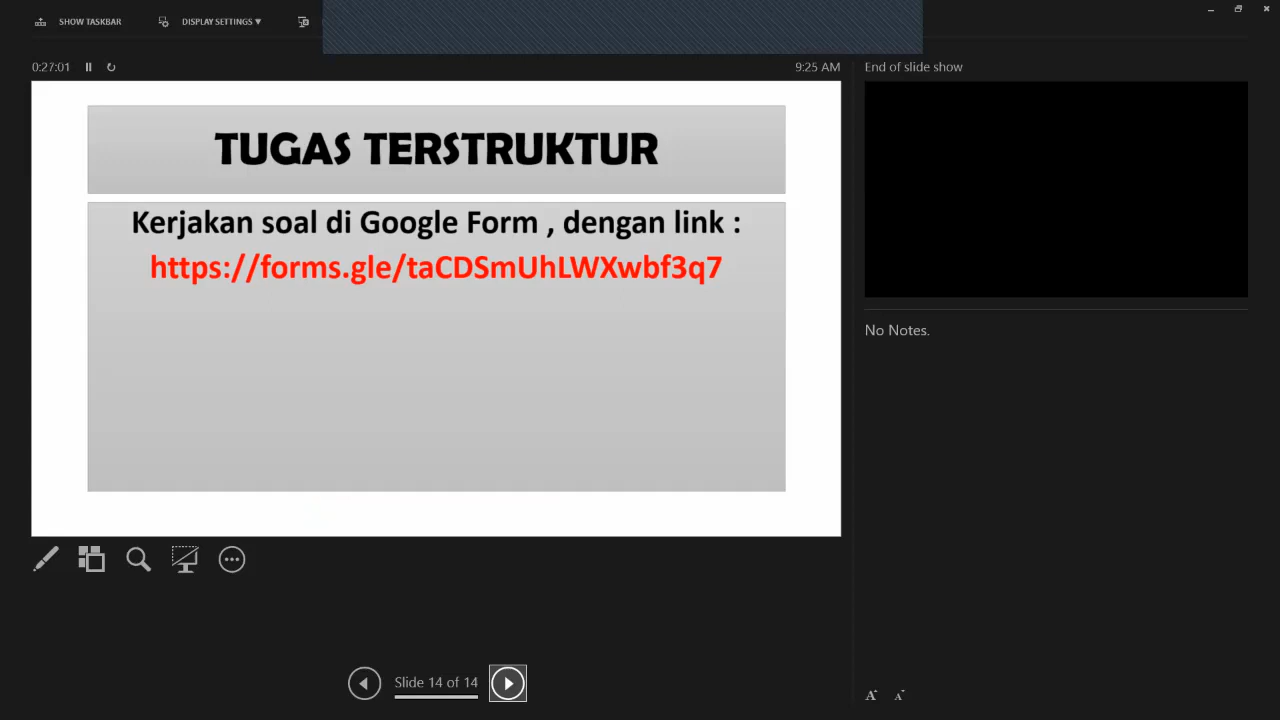 SHOW TASKBAR
DISPLAY SETTINGS ▼
0:27:01
9:25 AM
End of slide show
TUGAS TERSTRUKTUR
Kerjakan soal di Google Form , dengan link :
https://forms.gle/taCDSmUhLWXwbf3q7
No Notes.
Slide 14 of 14
A
A